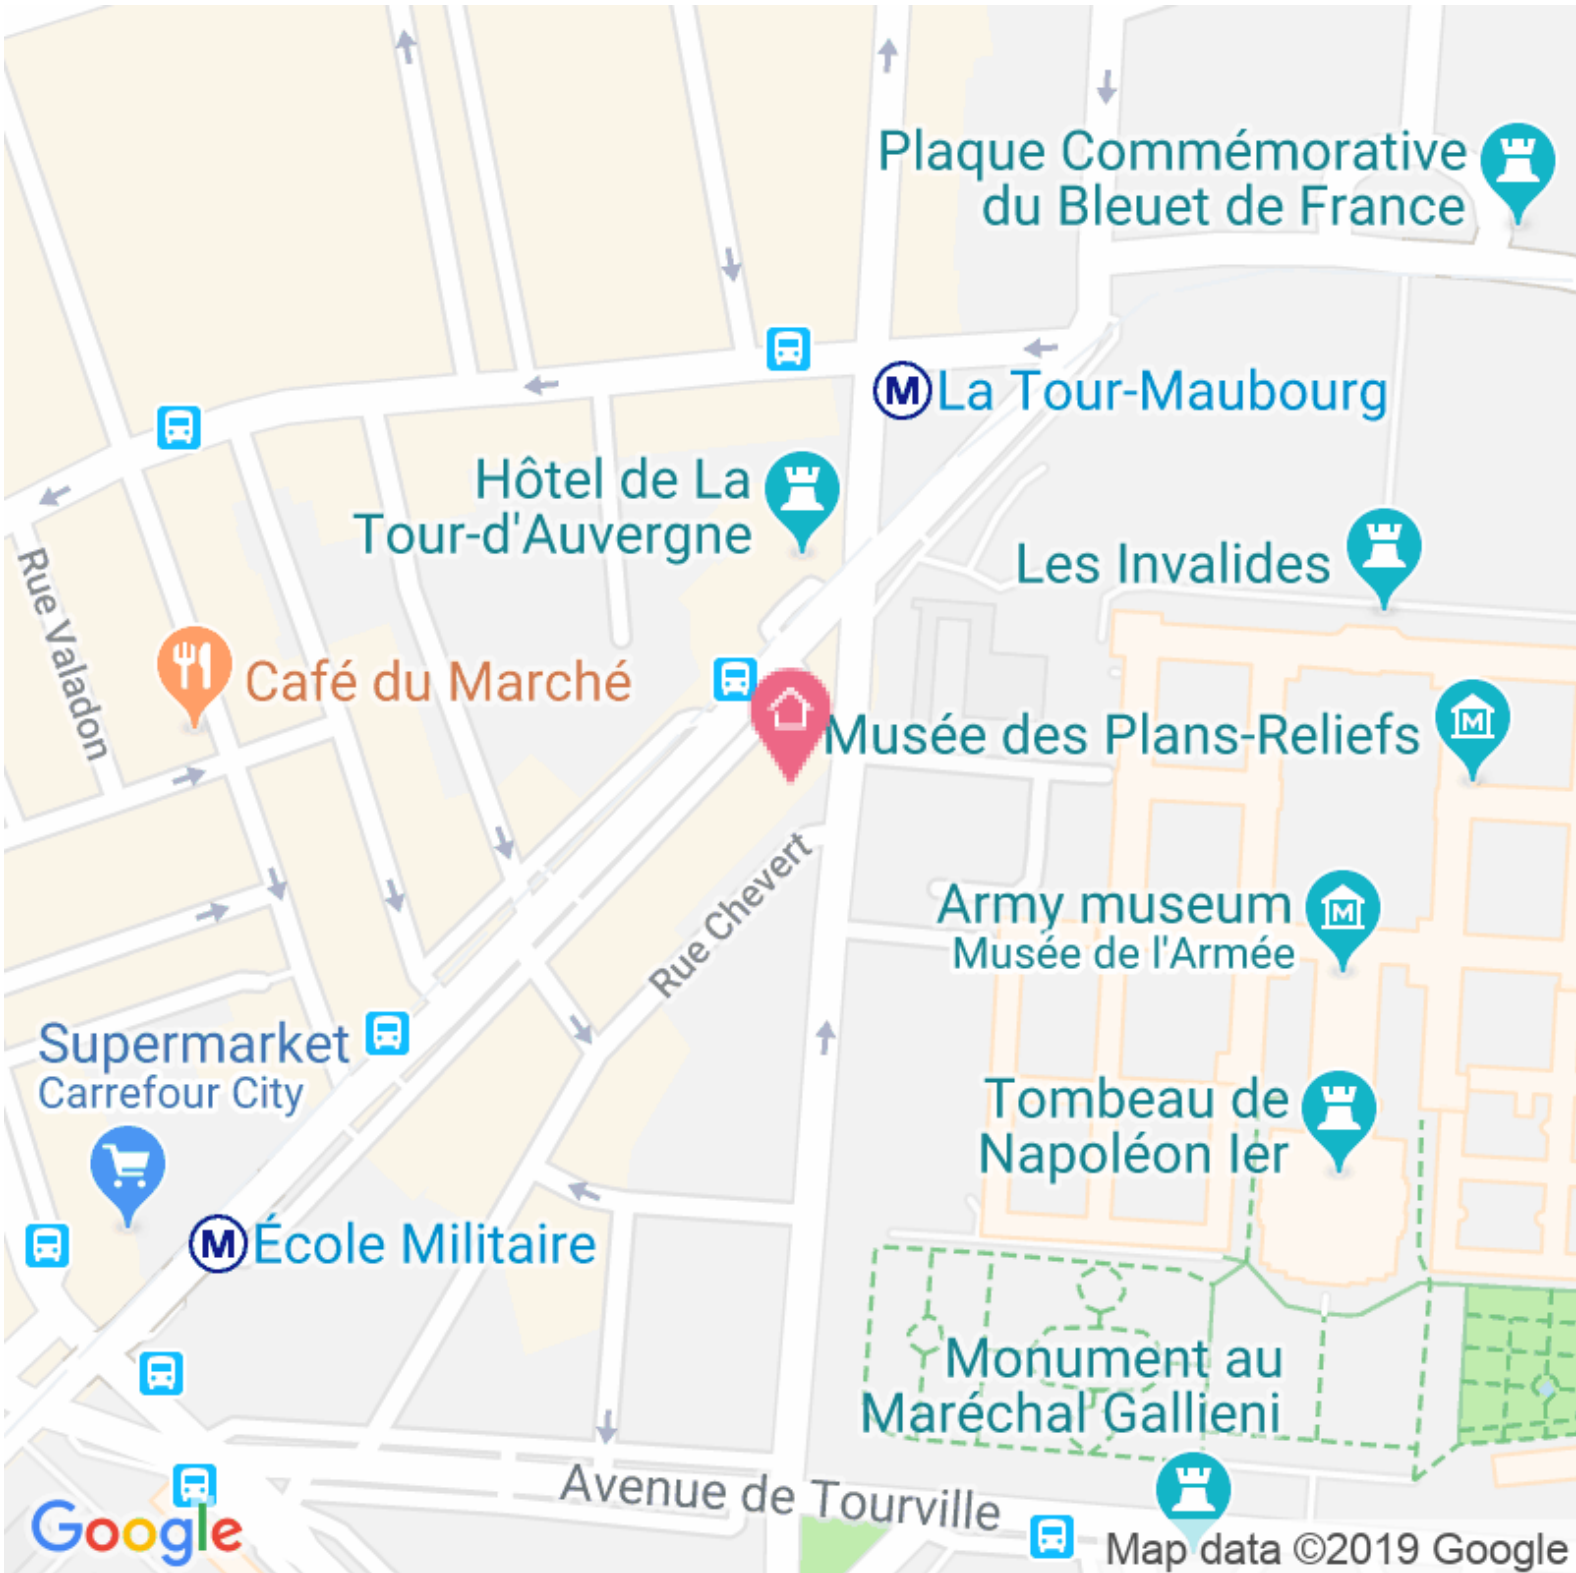 Plaque Commémorative
du Bleuet de France
M La Tour-Maubourg
Hôtel de La
Tour-d'Auvergne
Les Invalides
Rue Valadon
Café du Marché
Musée des Plans-Reliefs
M
Rue Chevert
Army museum
M
Musée de l'Armée
Supermarket
Carrefour City
Tombeau de
Napoléon Ier
M École Militaire
Monument au
Maréchal Gallieni
Avenue de Tourville
Google
Map data ©2019 Google